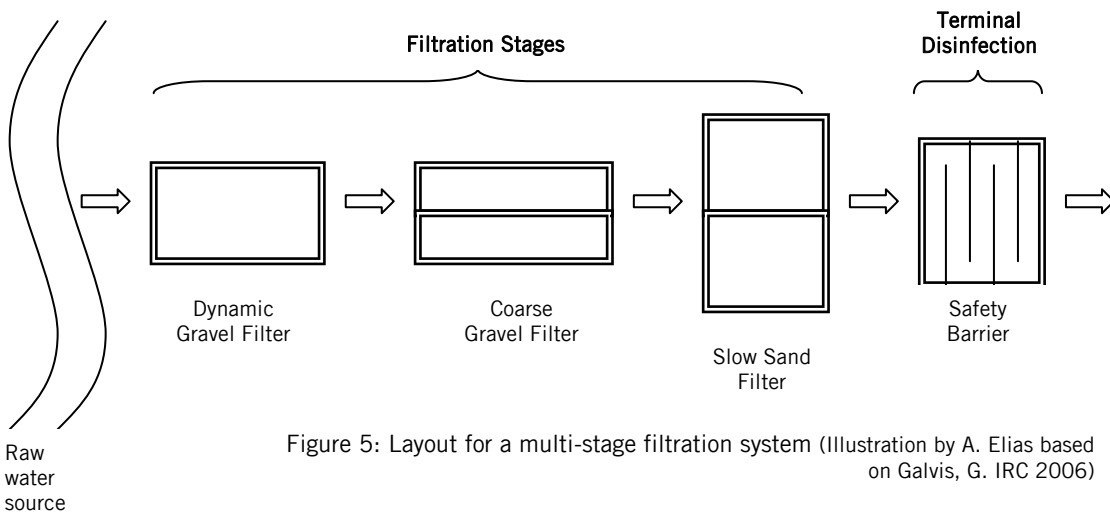 Filtration Stages
Terminal
Disinfection
Dynamic
Gravel Filter
Coarse
Gravel Filter
Slow Sand
Filter
Safety
Barrier
Raw
water
source
Figure 5: Layout for a multi-stage filtration system (Illustration by A. Elias based
on Galvis, G. IRC 2006)